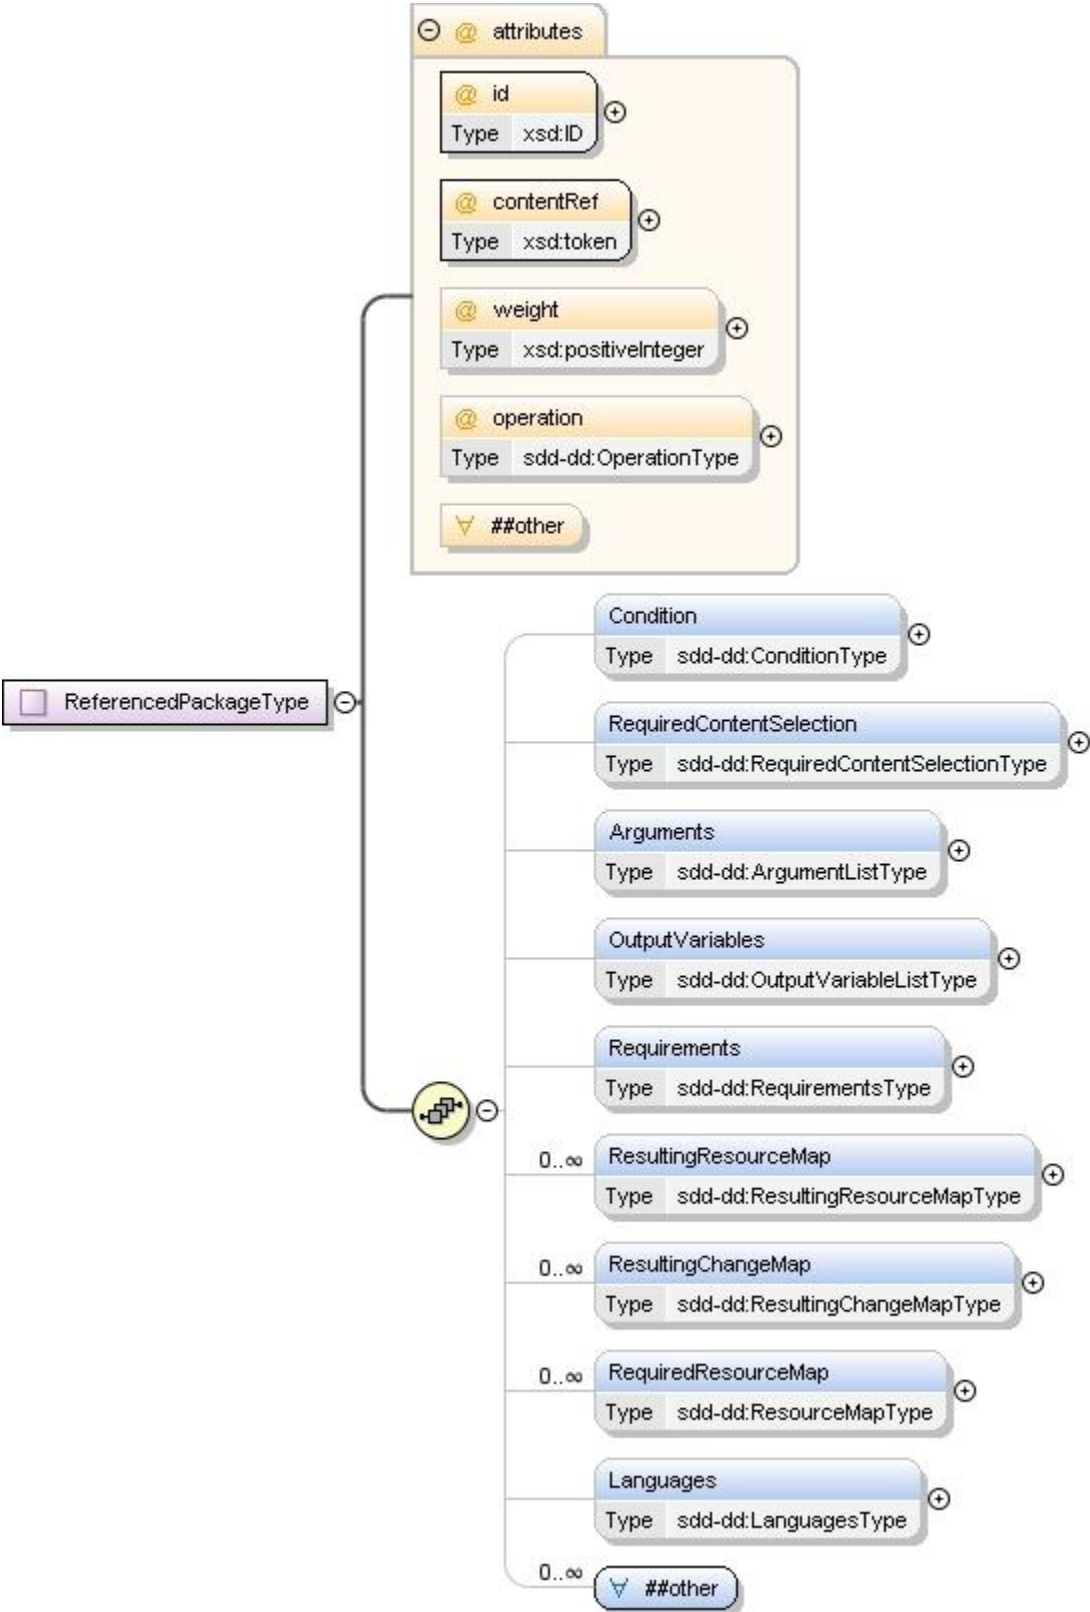 @ attributes
@ id
Type xsd:ID
@ contentRef
Type xsd:token
@ weight
Type xsd:positiveInteger
@ operation
Type sdd-dd:OperationType
∀ ##other
ReferencedPackageType
Condition
Type sdd-dd:ConditionType
RequiredContentSelection
Type sdd-dd:RequiredContentSelectionType
Arguments
Type sdd-dd:ArgumentListType
OutputVariables
Type sdd-dd:OutputVariableListType
Requirements
Type sdd-dd:RequirementsType
0..∞ ResultingResourceMap
Type sdd-dd:ResultingResourceMapType
0..∞ ResultingChangeMap
Type sdd-dd:ResultingChangeMapType
0..∞ RequiredResourceMap
Type sdd-dd:ResourceMapType
Languages
Type sdd-dd:LanguagesType
0..∞ ∀ ##other